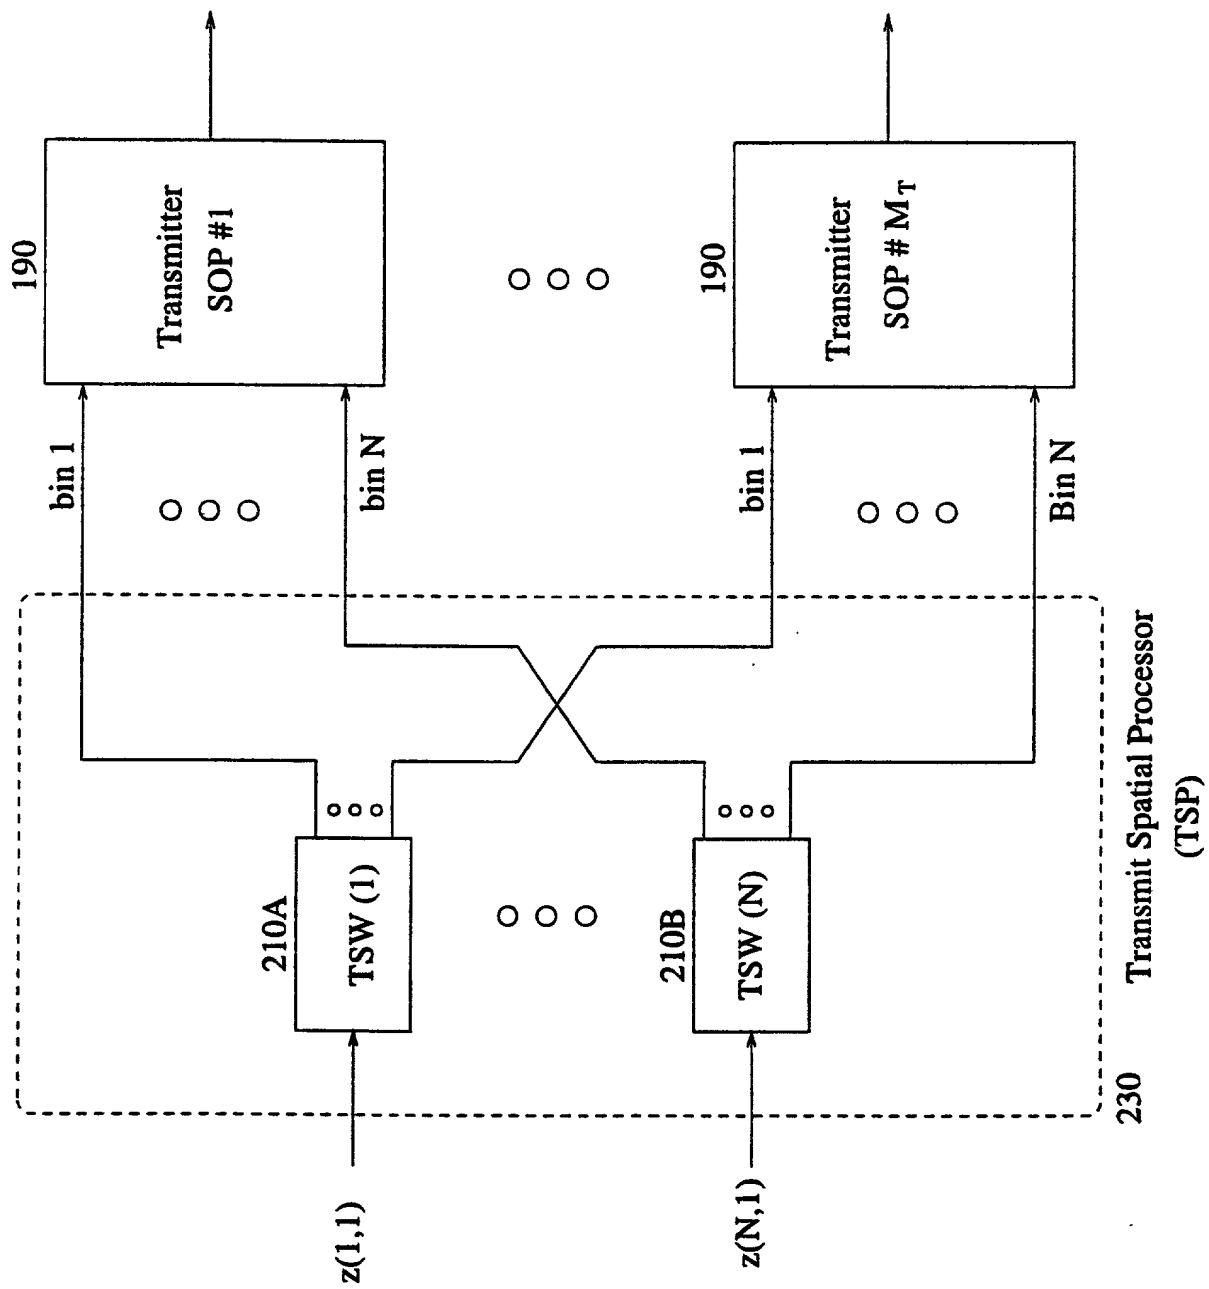 190
Transmitter
SOP #1
190
Transmitter
SOP # M_T
bin 1
bin N
bin 1
Bin N
210A
TSW (1)
210B
TSW (N)
z(1,1)
z(N,1)
230
Transmit Spatial Processor
(TSP)